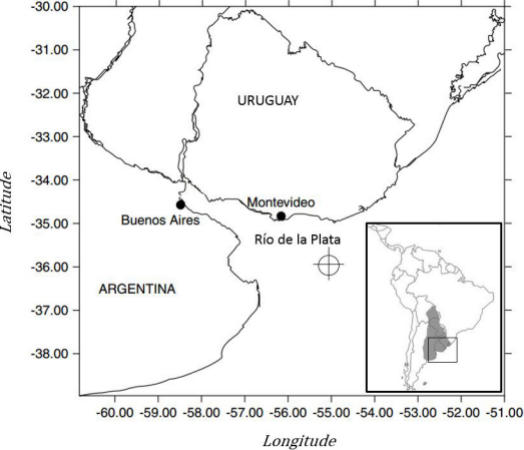 -30.00
-31.00
-32.00
-33.00
-34.00
-35.00
-36.00
-37.00
-38.00
Latitude
URUGUAY
Montevideo
Buenos Aires
Río de la Plata
ARGENTINA
-60.00 -59.00 -58.00 -57.00 -56.00 -55.00 -54.00 -53.00 -52.00 -51.00
Longitude